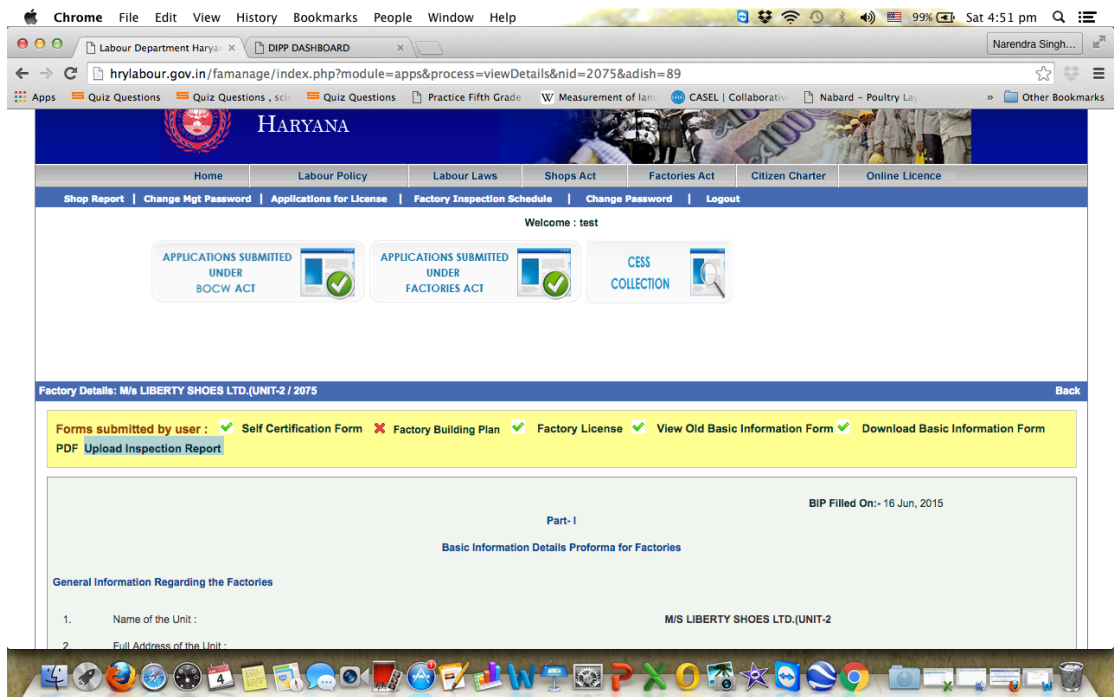 Chrome File Edit View History Bookmarks People Window Help 99% Sat 4:51 pm
Labour Department Haryan × DIPP DASHBOARD × Narendra Singh...
hrylabour.gov.in/famanage/index.php?module=apps&process=viewDetails&nid=2075&adish=89
Apps Quiz Questions Quiz Questions , scie Quiz Questions Practice Fifth Grade W Measurement of lan CASEL | Collaborativ Nabard – Poultry Lay » Other Bookmarks
HARYANA
Home Labour Policy Labour Laws Shops Act Factories Act Citizen Charter Online Licence
Shop Report | Change Mgt Password | Applications for License | Factory Inspection Schedule | Change Password | Logout
Welcome : test
APPLICATIONS SUBMITTED
UNDER
BOCW ACT
APPLICATIONS SUBMITTED
UNDER
FACTORIES ACT
CESS
COLLECTION
Factory Details: M/s LIBERTY SHOES LTD.(UNIT-2 / 2075 Back
Forms submitted by user : Self Certification Form Factory Building Plan Factory License View Old Basic Information Form Download Basic Information Form
PDF Upload Inspection Report
BIP Filled On:- 16 Jun, 2015
Part- I
Basic Information Details Proforma for Factories
General Information Regarding the Factories
1. Name of the Unit : M/S LIBERTY SHOES LTD.(UNIT-2
2. Full Address of the Unit :
4